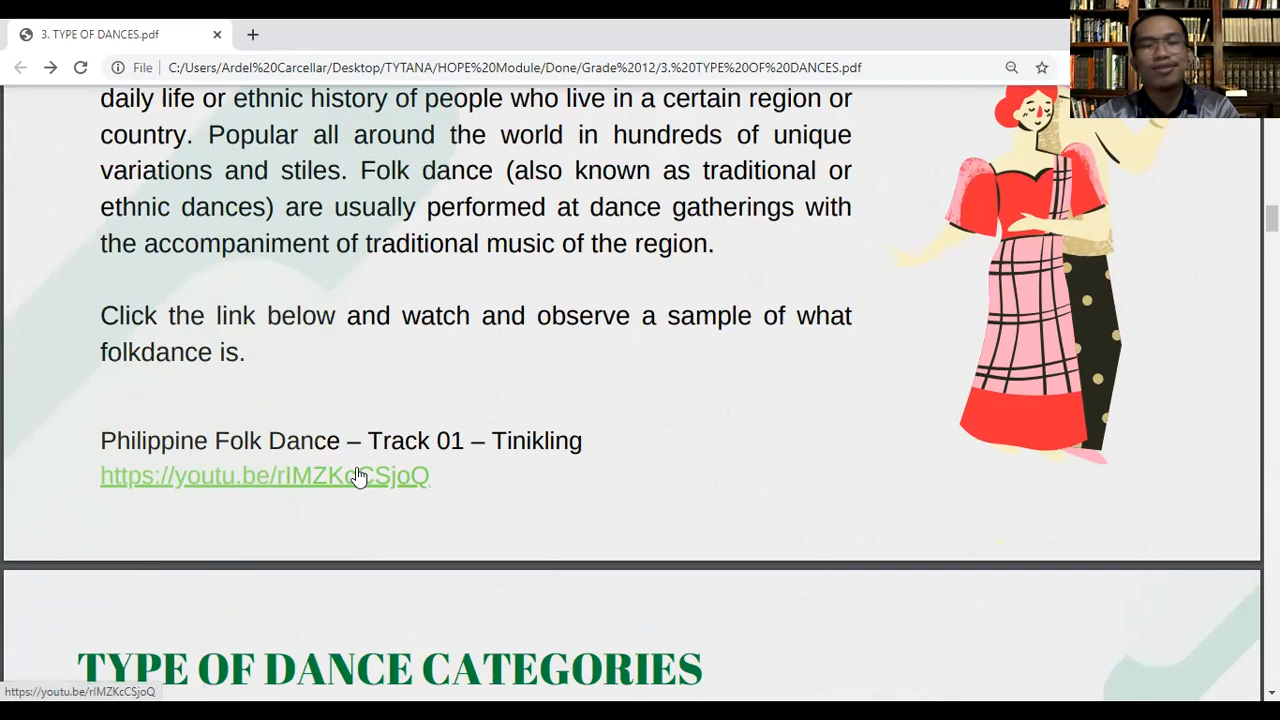 3. TYPE OF DANCES.pdf
File
C:/Users/Ardel%20Carcellar/Desktop/TYTANA/HOPE%20Module/Done/Grade%2012/3.%20TYPE%20OF%20DANCES.pdf
daily life or ethnic history of people who live in a certain region or
country. Popular all around the world in hundreds of unique
variations and stiles. Folk dance (also known as traditional or
ethnic dances) are usually performed at dance gatherings with
the accompaniment of traditional music of the region.
Click the link below and watch and observe a sample of what
folkdance is.
Philippine Folk Dance – Track 01 – Tinikling
https://youtu.be/rIMZKcCSjoQ
TYPE OF DANCE CATEGORIES
https://youtu.be/rIMZKcCSjoQ